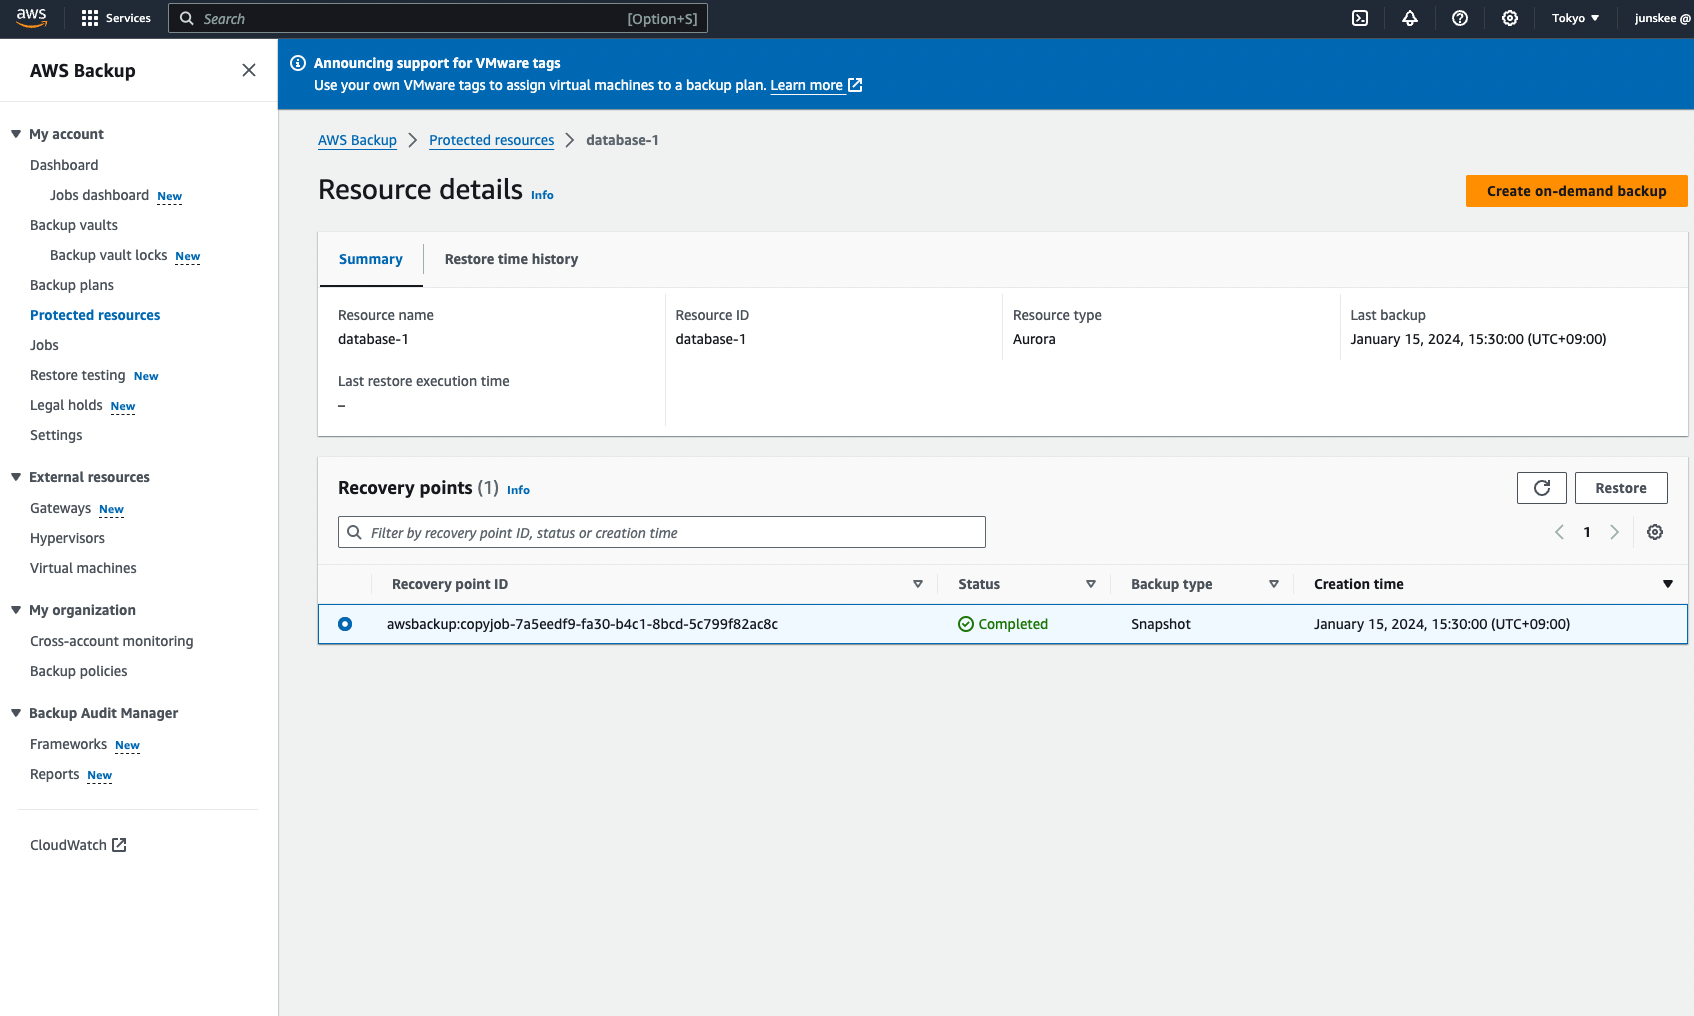 aws
Services
Search
[Option+S]
Tokyo
junskee @
AWS Backup
My account
Dashboard
Jobs dashboard New
Backup vaults
Backup vault locks New
Backup plans
Protected resources
Jobs
Restore testing New
Legal holds New
Settings
External resources
Gateways New
Hypervisors
Virtual machines
My organization
Cross-account monitoring
Backup policies
Backup Audit Manager
Frameworks New
Reports New
CloudWatch
Announcing support for VMware tags
Use your own VMware tags to assign virtual machines to a backup plan. Learn more
AWS Backup > Protected resources > database-1
Resource details Info
Create on-demand backup
Summary
Restore time history
Resource name
database-1
Resource ID
database-1
Resource type
Aurora
Last backup
January 15, 2024, 15:30:00 (UTC+09:00)
Last restore execution time
–
Recovery points (1) Info
Restore
Filter by recovery point ID, status or creation time
1
Recovery point ID
Status
Backup type
Creation time
awsbackup:copyjob-7a5eedf9-fa30-b4c1-8bcd-5c799f82ac8c
Completed
Snapshot
January 15, 2024, 15:30:00 (UTC+09:00)